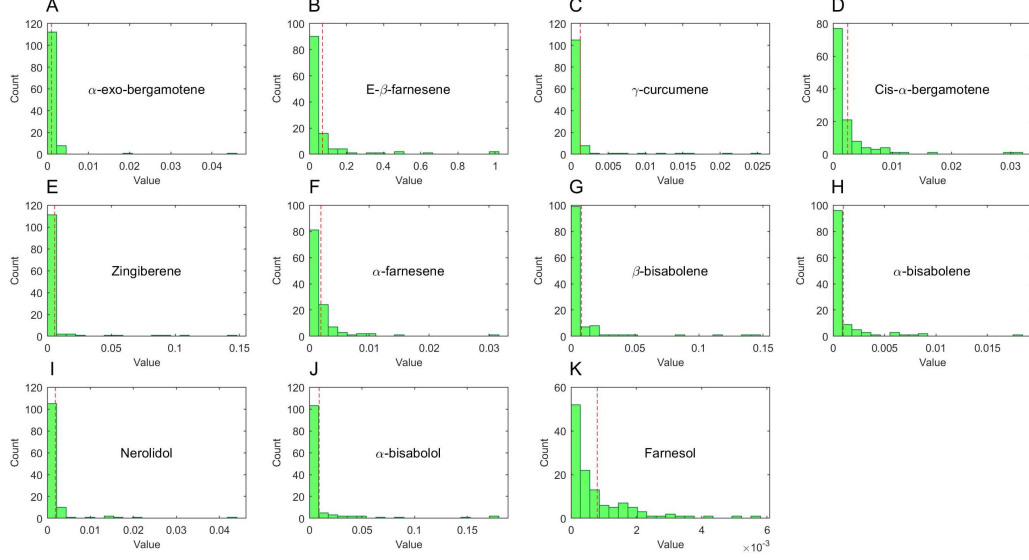 A
120
100
80
60
40
20
0
Count
α-exo-bergamotene
0 0.01 0.02 0.03 0.04
Value
B
100
80
60
40
20
0
Count
E-β-farnesene
0 0.2 0.4 0.6 0.8 1
Value
C
120
100
80
60
40
20
0
Count
γ-curcumene
0 0.005 0.01 0.015 0.02 0.025
Value
D
80
60
40
20
0
Count
Cis-α-bergamotene
0 0.01 0.02 0.03
Value
E
120
100
80
60
40
20
0
Count
Zingiberene
0 0.05 0.1 0.15
Value
F
100
80
60
40
20
0
Count
α-farnesene
0 0.01 0.02 0.03
Value
G
100
80
60
40
20
0
Count
β-bisabolene
0 0.05 0.1 0.15
Value
H
100
80
60
40
20
0
Count
α-bisabolene
0 0.005 0.01 0.015
Value
I
120
100
80
60
40
20
0
Count
Nerolidol
0 0.01 0.02 0.03 0.04
Value
J
120
100
80
60
40
20
0
Count
α-bisabolol
0 0.05 0.1 0.15
Value
K
60
40
20
0
Count
Farnesol
0 2 4 6
Value
×10⁻³